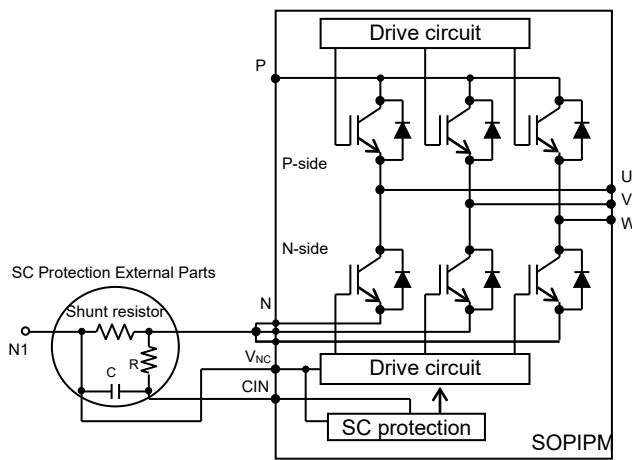 Drive circuit
P
P-side
U
V
W
N-side
SC Protection External Parts
Shunt resistor
N
N1
R
C
VNC
CIN
Drive circuit
SC protection
SOPIPM